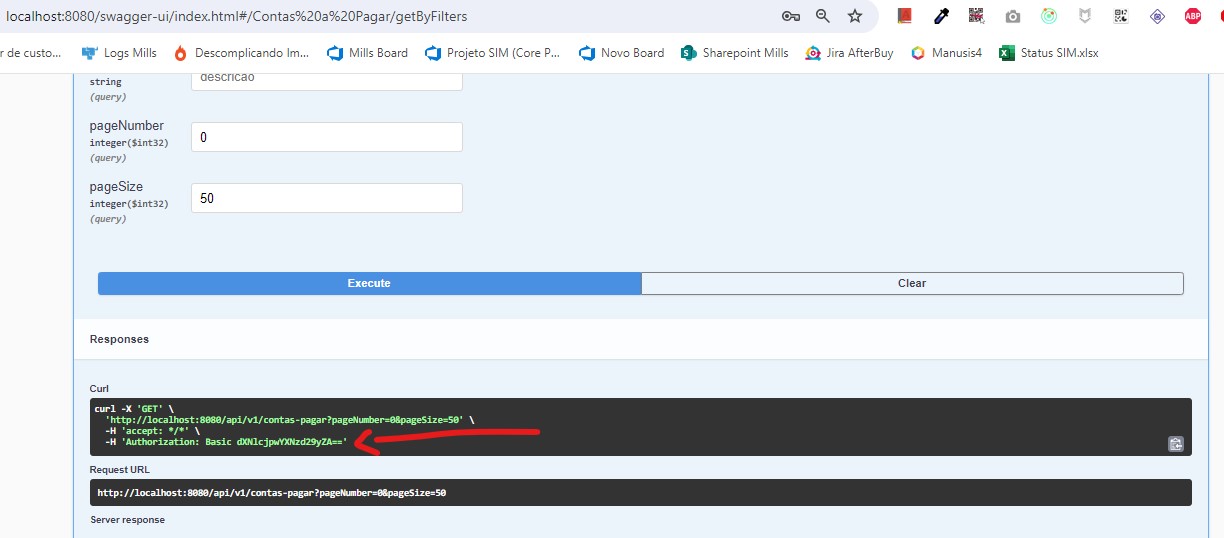 localhost:8080/swagger-ui/index.html#/Contas%20a%20Pagar/getByFilters
ABP
r de custo... Logs Mills Descomplicando Im... Mills Board Projeto SIM (Core P... Novo Board Sharepoint Mills Jira AfterBuy Manusis4 Status SIM.xlsx
string
descricao
(query)
pageNumber
integer($int32)
0
(query)
pageSize
integer($int32)
50
(query)
Execute Clear
Responses
Curl
curl -X 'GET' \
'http://localhost:8080/api/v1/contas-pagar?pageNumber=0&pageSize=50' \
-H 'accept: */*' \
-H 'Authorization: Basic dXNlcjpwYXNzd29yZA=='
Request URL
http://localhost:8080/api/v1/contas-pagar?pageNumber=0&pageSize=50
Server response